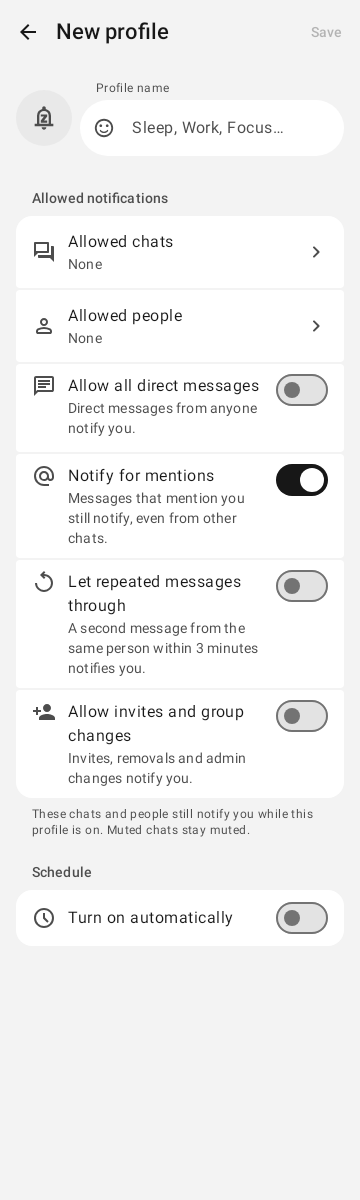 New profile
Save
Profile name
Sleep, Work, Focus…
Allowed notifications
Allowed chats
None
Allowed people
None
Allow all direct messages
Direct messages from anyone
notify you.
Notify for mentions
Messages that mention you
still notify, even from other
chats.
Let repeated messages
through
A second message from the
same person within 3 minutes
notifies you.
Allow invites and group
changes
Invites, removals and admin
changes notify you.
These chats and people still notify you while this
profile is on. Muted chats stay muted.
Schedule
Turn on automatically